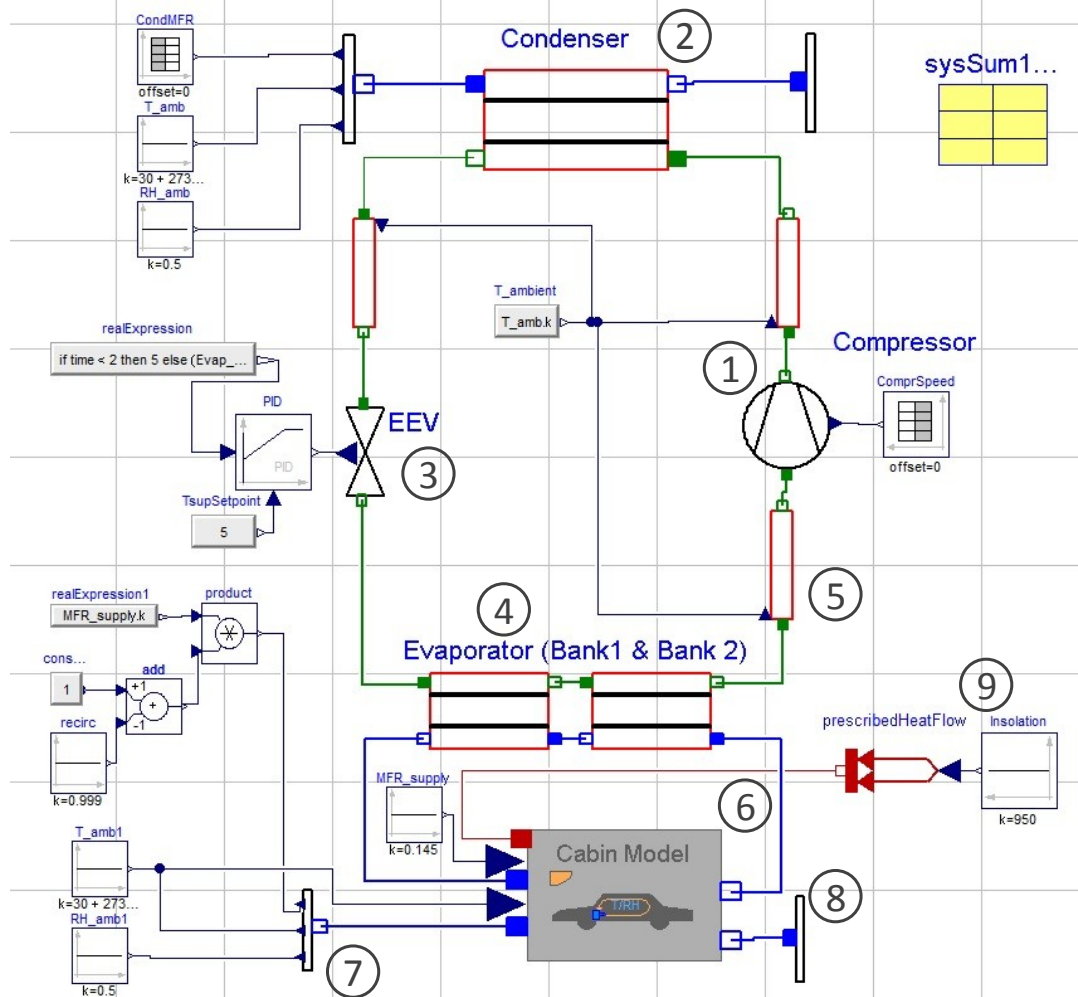 CondMFR
offset=0
T_amb
k=30 + 273...
RH_amb
k=0.5
Condenser
2
sysSum1...
T_ambient
T_amb.k
realExpression
if time < 2 then 5 else (Evap_...
PID
PID
TsupSetpoint
5
EEV
3
1
Compressor
ComprSpeed
offset=0
5
4
Evaporator (Bank1 & Bank 2)
realExpression1
MFR_supply.k
product
cons...
1
add
+1
+
-1
recirc
k=0.999
T_amb1
k=30 + 273...
RH_amb1
k=0.5
7
MFR_supply
k=0.145
6
Cabin Model
T/RH
8
prescribedHeatFlow
9
Insolation
k=950